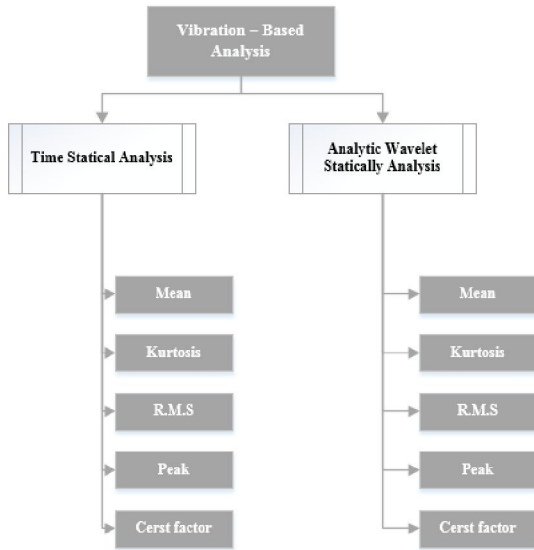 Vibration – Based
Analysis
Time Statical Analysis
Analytic Wavelet
Statically Analysis
Mean
Kurtosis
R.M.S
Peak
Cerst factor
Mean
Kurtosis
R.M.S
Peak
Cerst factor